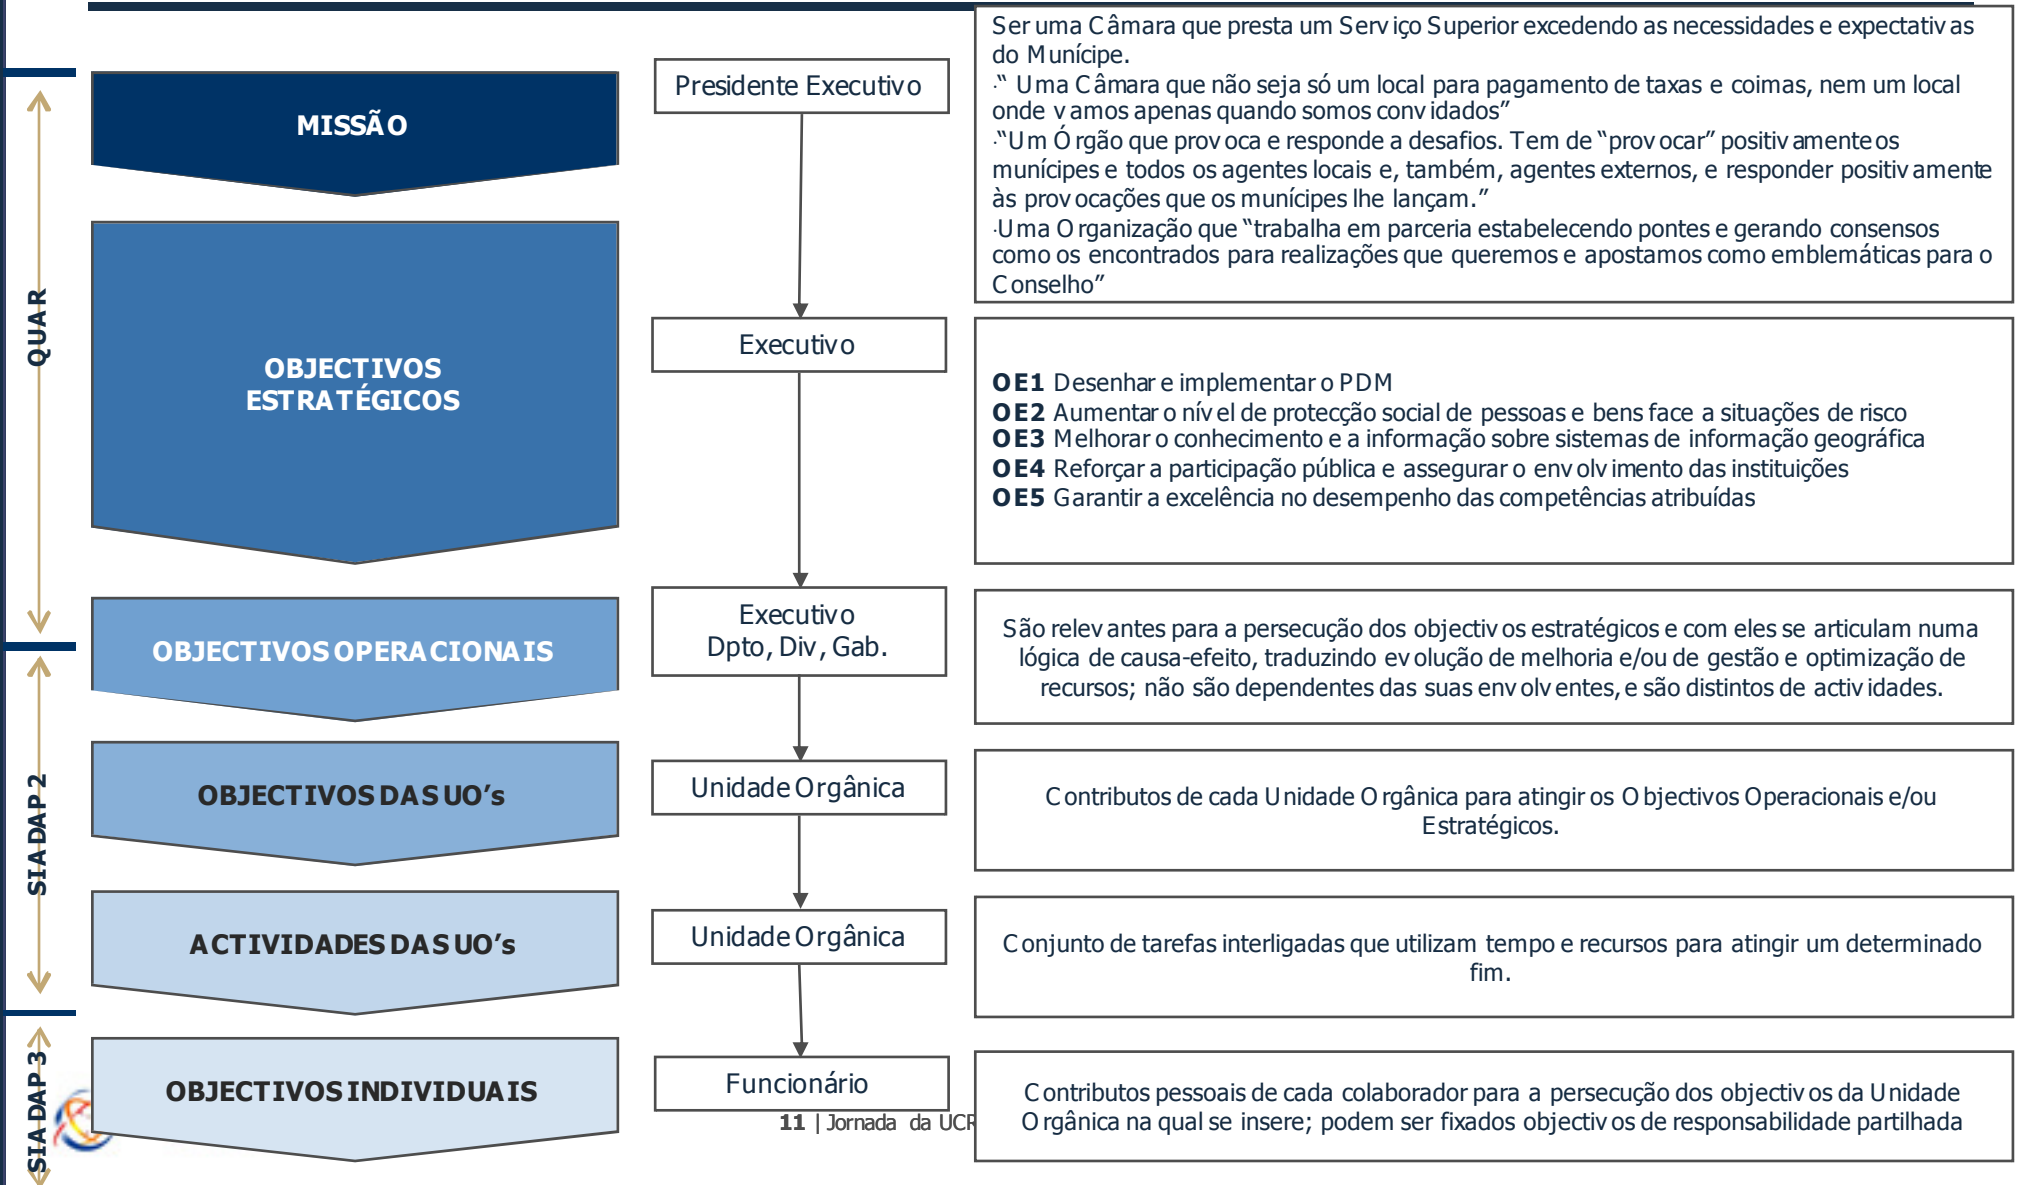 QUAR
SIADAP 2
SIADAP 3
MISSÃO
Presidente Executivo
Ser uma Câmara que presta um Serviço Superior excedendo as necessidades e expectativas
do Munícipe.
·“ Uma Câmara que não seja só um local para pagamento de taxas e coimas, nem um local
onde vamos apenas quando somos convidados”
·“Um Órgão que provoca e responde a desafios. Tem de “provocar” positivamente os
munícipes e todos os agentes locais e, também, agentes externos, e responder positivamente
às provocações que os munícipes lhe lançam.”
·Uma Organização que “trabalha em parceria estabelecendo pontes e gerando consensos
como os encontrados para realizações que queremos e apostamos como emblemáticas para o
Conselho”
OBJECTIVOS
ESTRATÉGICOS
Executivo
OE1 Desenhar e implementar o PDM
OE2 Aumentar o nível de protecção social de pessoas e bens face a situações de risco
OE3 Melhorar o conhecimento e a informação sobre sistemas de informação geográfica
OE4 Reforçar a participação pública e assegurar o envolvimento das instituições
OE5 Garantir a excelência no desempenho das competências atribuídas
OBJECTIVOS OPERACIONAIS
Executivo
Dpto, Div, Gab.
São relevantes para a persecução dos objectivos estratégicos e com eles se articulam numa
lógica de causa-efeito, traduzindo evolução de melhoria e/ou de gestão e optimização de
recursos; não são dependentes das suas envolventes, e são distintos de actividades.
OBJECTIVOS DAS UO’s
Unidade Orgânica
Contributos de cada Unidade Orgânica para atingir os Objectivos Operacionais e/ou
Estratégicos.
ACTIVIDADES DAS UO’s
Unidade Orgânica
Conjunto de tarefas interligadas que utilizam tempo e recursos para atingir um determinado
fim.
OBJECTIVOS INDIVIDUAIS
Funcionário
Contributos pessoais de cada colaborador para a persecução dos objectivos da Unidade
Orgânica na qual se insere; podem ser fixados objectivos de responsabilidade partilhada
11 | Jornada da UCR